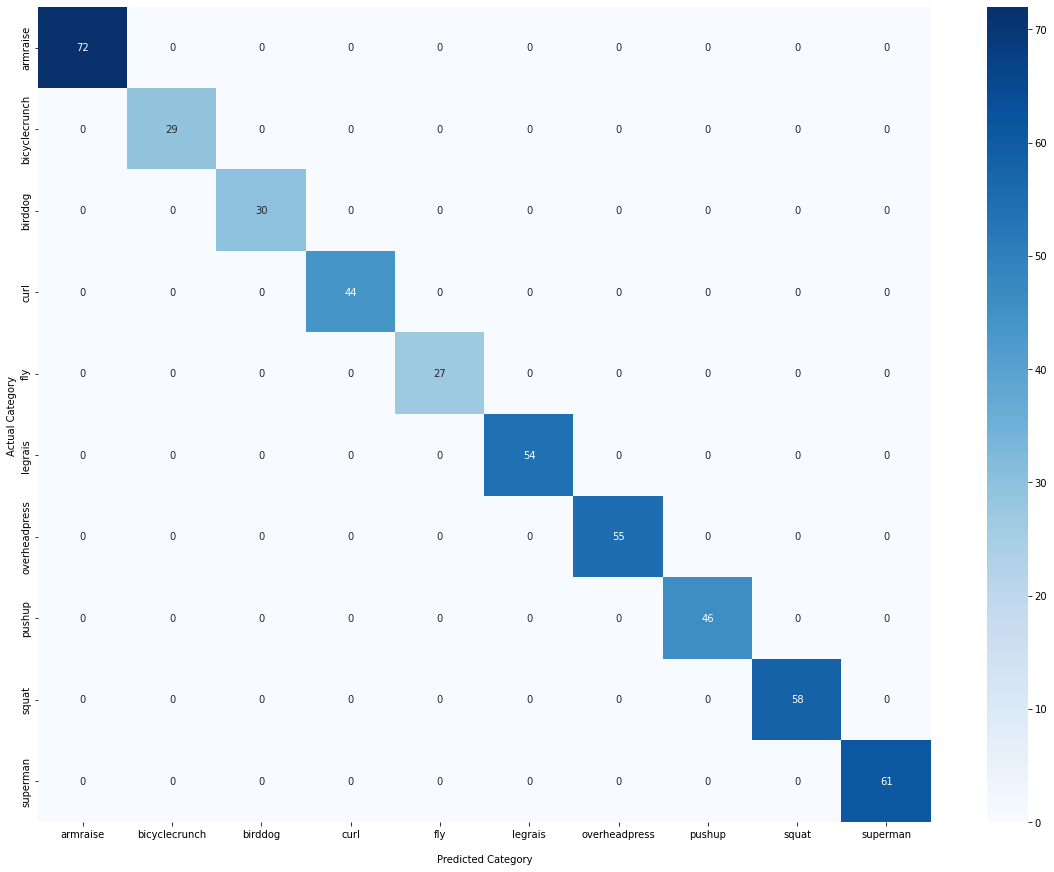 armraise 72 0 0 0 0 0 0 0 0 0
bicyclecrunch 0 29 0 0 0 0 0 0 0 0
birddog 0 0 30 0 0 0 0 0 0 0
curl 0 0 0 44 0 0 0 0 0 0
fly 0 0 0 0 27 0 0 0 0 0
Actual Category
legrais 0 0 0 0 0 54 0 0 0 0
overheadpress 0 0 0 0 0 0 55 0 0 0
pushup 0 0 0 0 0 0 0 46 0 0
squat 0 0 0 0 0 0 0 0 58 0
superman 0 0 0 0 0 0 0 0 0 61
armraise bicyclecrunch birddog curl fly legrais overheadpress pushup squat superman
Predicted Category
70
60
50
40
30
20
10
0